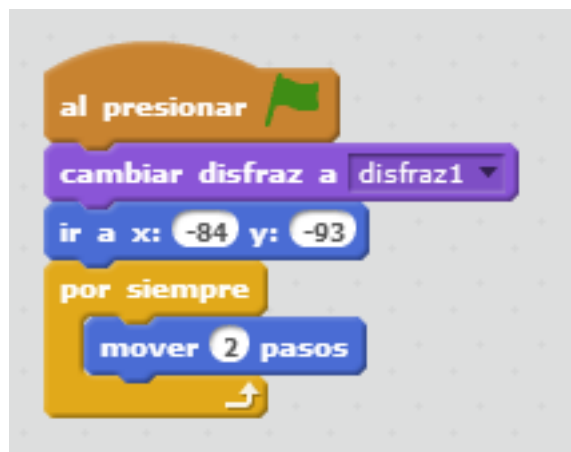 al presionar
cambiar disfraz a disfraz1
ir a x: -84 y: -93
por siempre
mover 2 pasos